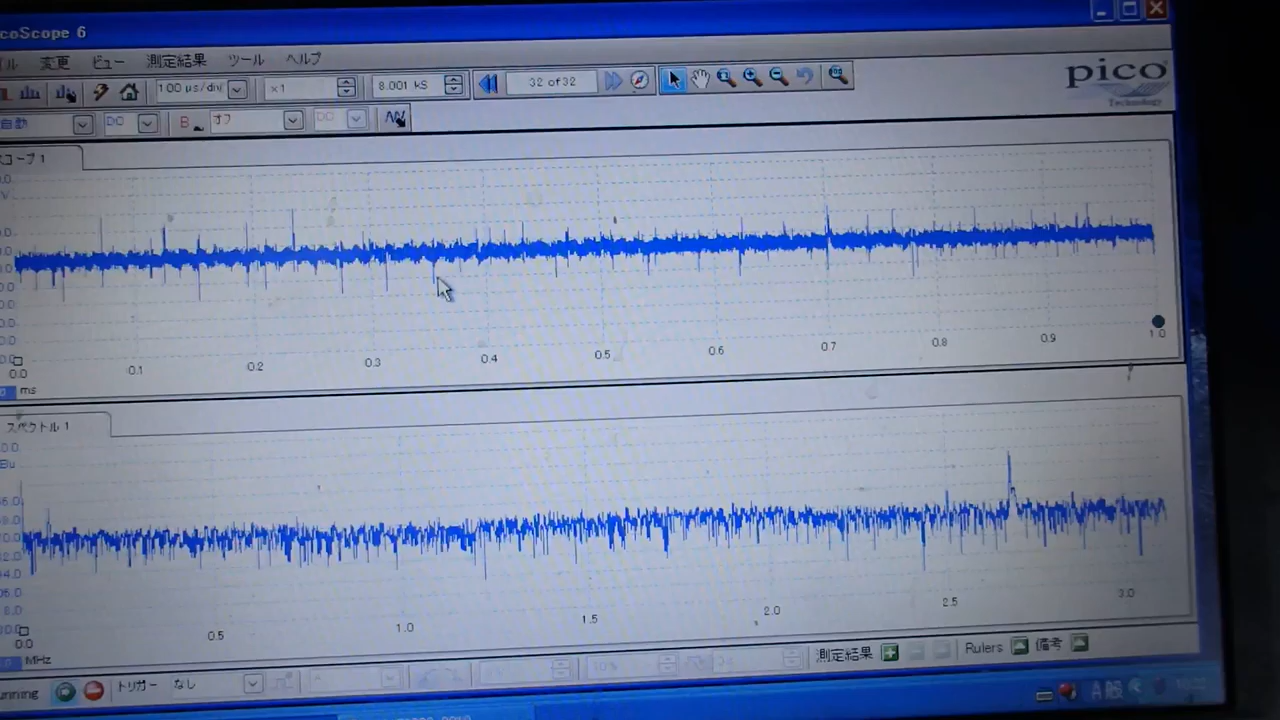 coScope 6
イル 変更 ビュー 測定結果 ツール ヘルプ
100 µs/div ×1 8.001 kS 32 of 32
pico
Technology
自動 DC B オフ DC
スコープ 1
0.0 0.1 0.2 0.3 0.4 0.5 0.6 0.7 0.8 0.9 1.0
ms
スペクトル 1
0.0 0.5 1.0 1.5 2.0 2.5 3.0
MHz
測定結果 Rulers 備考
unning トリガー なし
A 般